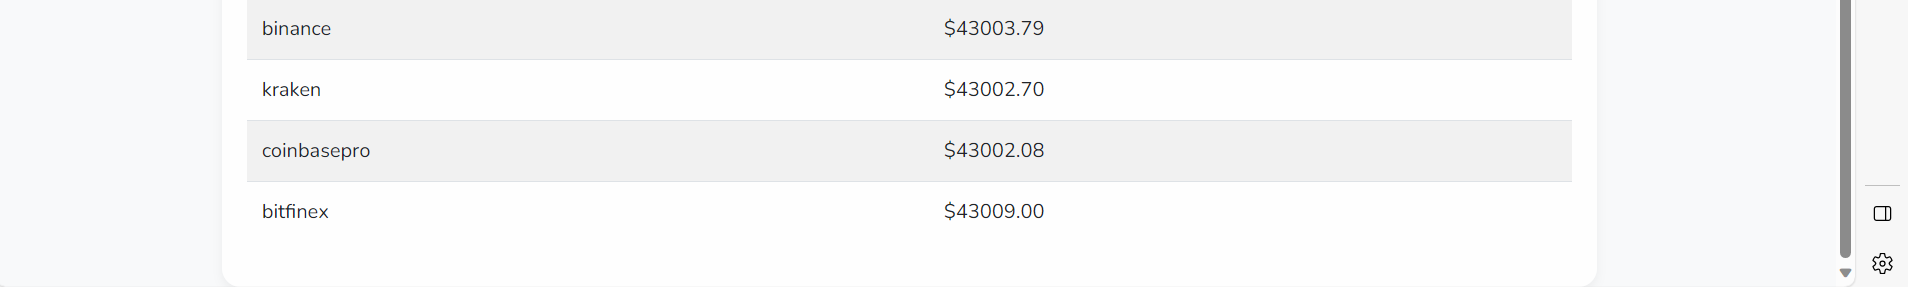 binance $43003.79
kraken $43002.70
coinbasepro $43002.08
bitfinex $43009.00